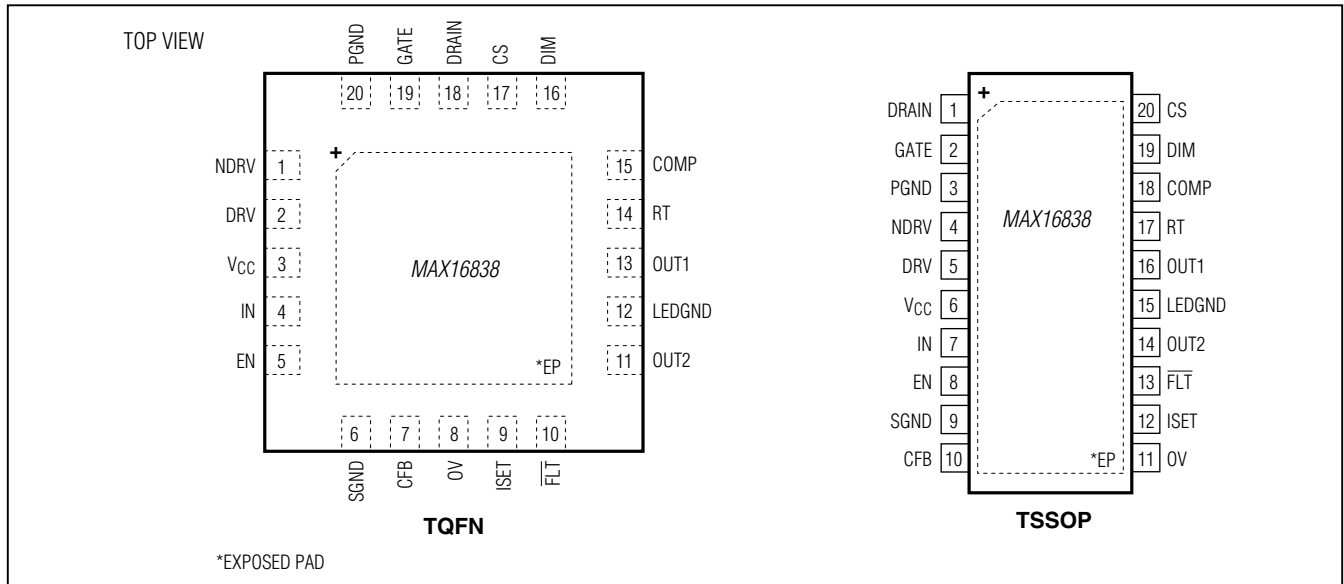 TOP VIEW
PGND GATE DRAIN CS DIM
20 19 18 17 16
+
NDRV 1
DRV 2
VCC 3
IN 4
EN 5
15 COMP
14 RT
13 OUT1
12 LEDGND
11 OUT2
MAX16838
*EP
6 7 8 9 10
SGND CFB OV ISET F̅L̅T̅
TQFN
*EXPOSED PAD
+
DRAIN 1
GATE 2
PGND 3
NDRV 4
DRV 5
VCC 6
IN 7
EN 8
SGND 9
CFB 10
20 CS
19 DIM
18 COMP
17 RT
16 OUT1
15 LEDGND
14 OUT2
13 F̅L̅T̅
12 ISET
11 OV
MAX16838
*EP
TSSOP